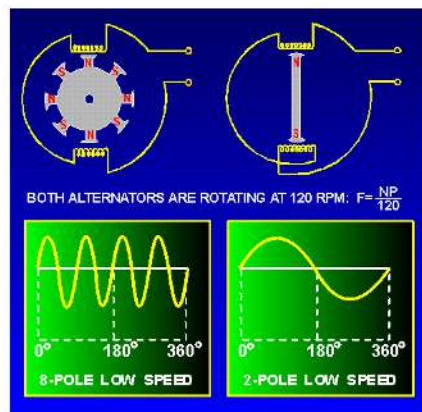 N
S S
N N
S S
N
N
S
BOTH ALTERNATORS ARE ROTATING AT 120 RPM: F= NP
120
0° 180° 360°
8-POLE LOW SPEED
0° 180° 360°
2-POLE LOW SPEED